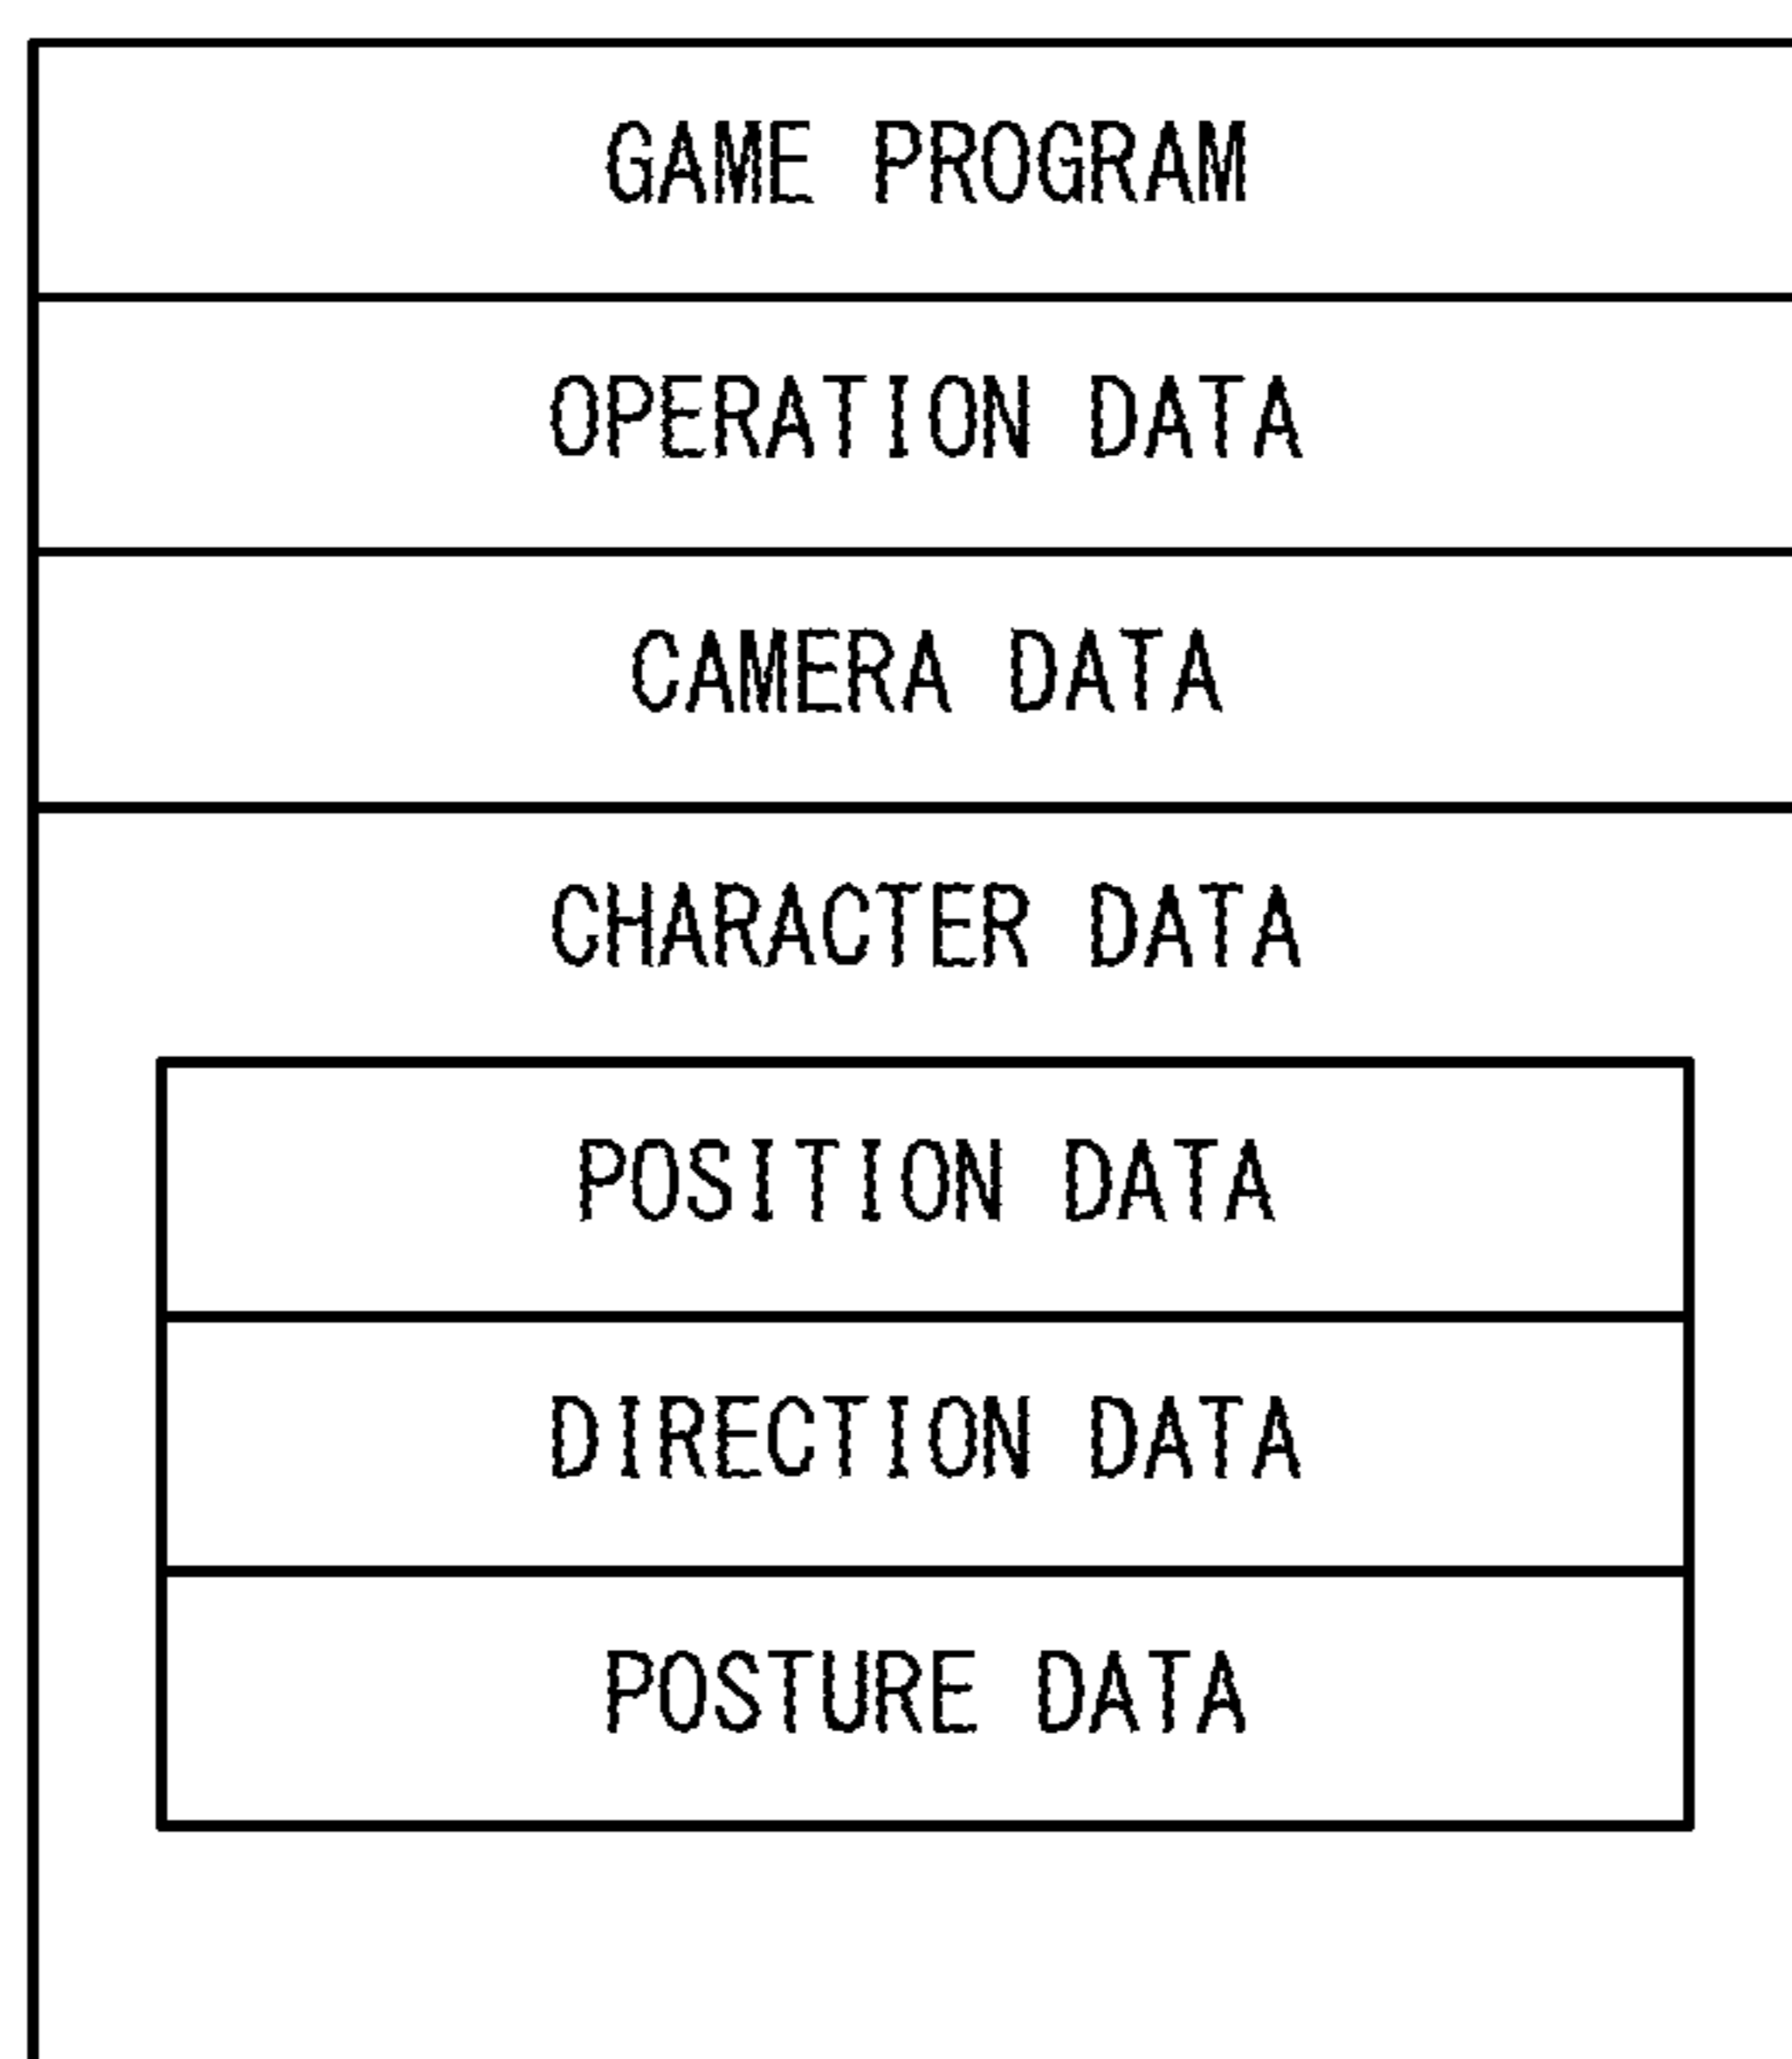 GAME PROGRAM
OPERATION DATA
CAMERA DATA
CHARACTER DATA
POSITION DATA
DIRECTION DATA
POSTURE DATA